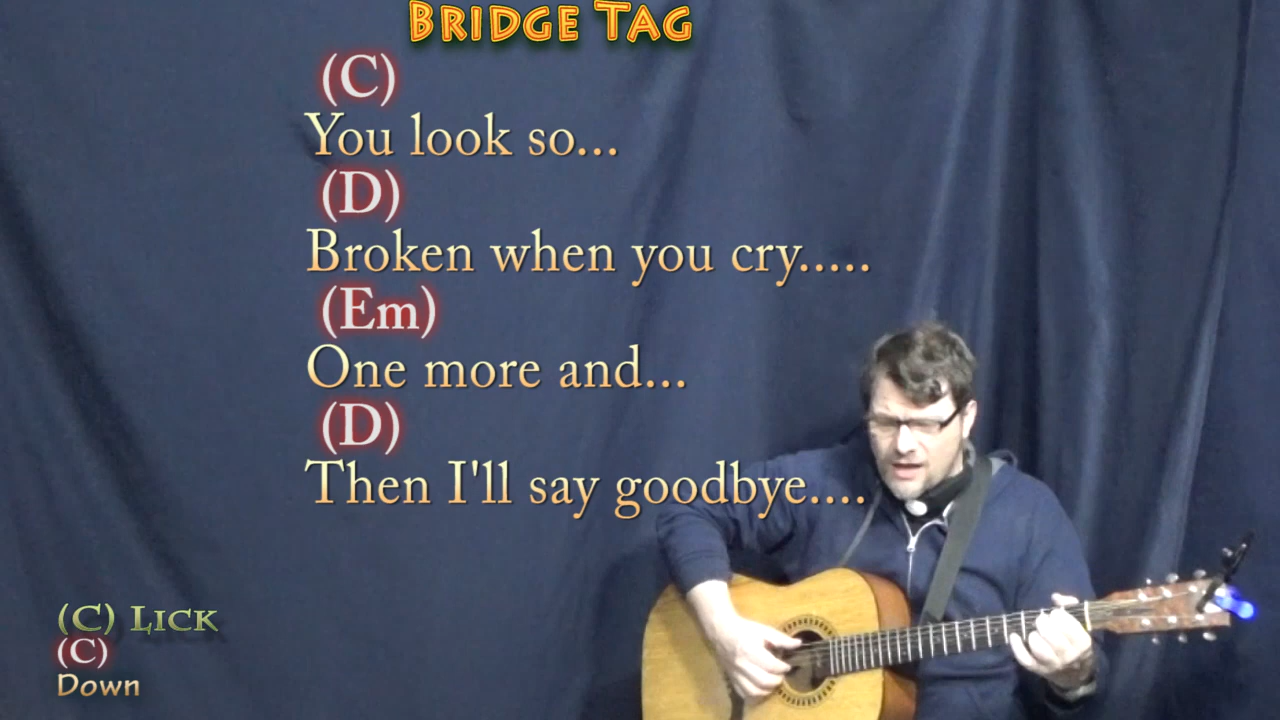 Bridge Tag
(C)
You look so...
(D)
Broken when you cry.....
(Em)
One more and...
(D)
Then I'll say goodbye....
(C) Lick
(C)
Down